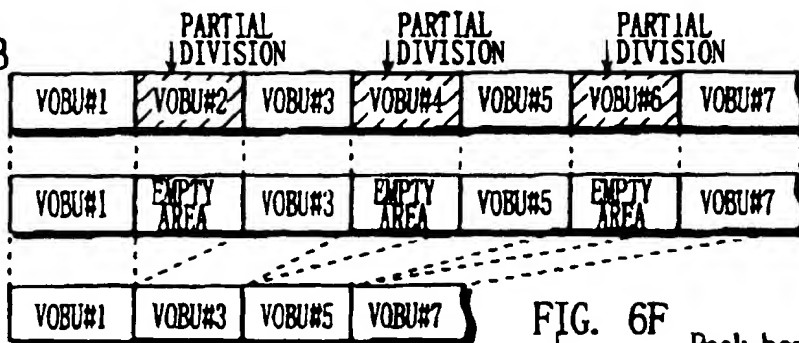 PARTIAL DIVISION PARTIAL DIVISION PARTIAL DIVISION
B
VOBU#1 VOBU#2 VOBU#3 VOBU#4 VOBU#5 VOBU#6 VOBU#7
VOBU#1 EMPTY AREA VOBU#3 EMPTY AREA VOBU#5 EMPTY AREA VOBU#7
VOBU#1 VOBU#3 VOBU#5 VOBU#7
FIG. 6F